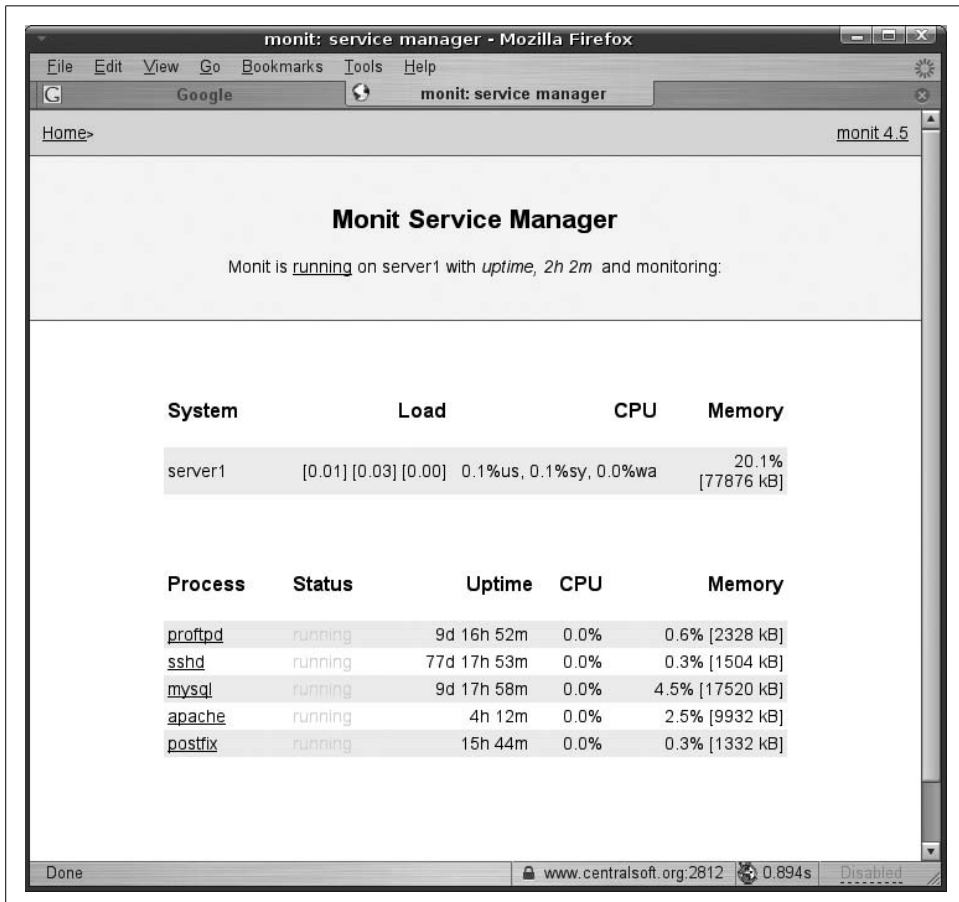 monit: service manager - Mozilla Firefox
File Edit View Go Bookmarks Tools Help
G Google monit: service manager
Home> monit 4.5
Monit Service Manager
Monit is running on server1 with uptime, 2h 2m and monitoring:
System Load CPU Memory
server1 [0.01] [0.03] [0.00] 0.1%us, 0.1%sy, 0.0%wa 20.1% [77876 kB]
Process Status Uptime CPU Memory
proftpd running 9d 16h 52m 0.0% 0.6% [2328 kB]
sshd running 77d 17h 53m 0.0% 0.3% [1504 kB]
mysql running 9d 17h 58m 0.0% 4.5% [17520 kB]
apache running 4h 12m 0.0% 2.5% [9932 kB]
postfix running 15h 44m 0.0% 0.3% [1332 kB]
Done www.centralsoft.org:2812 0.894s Disabled